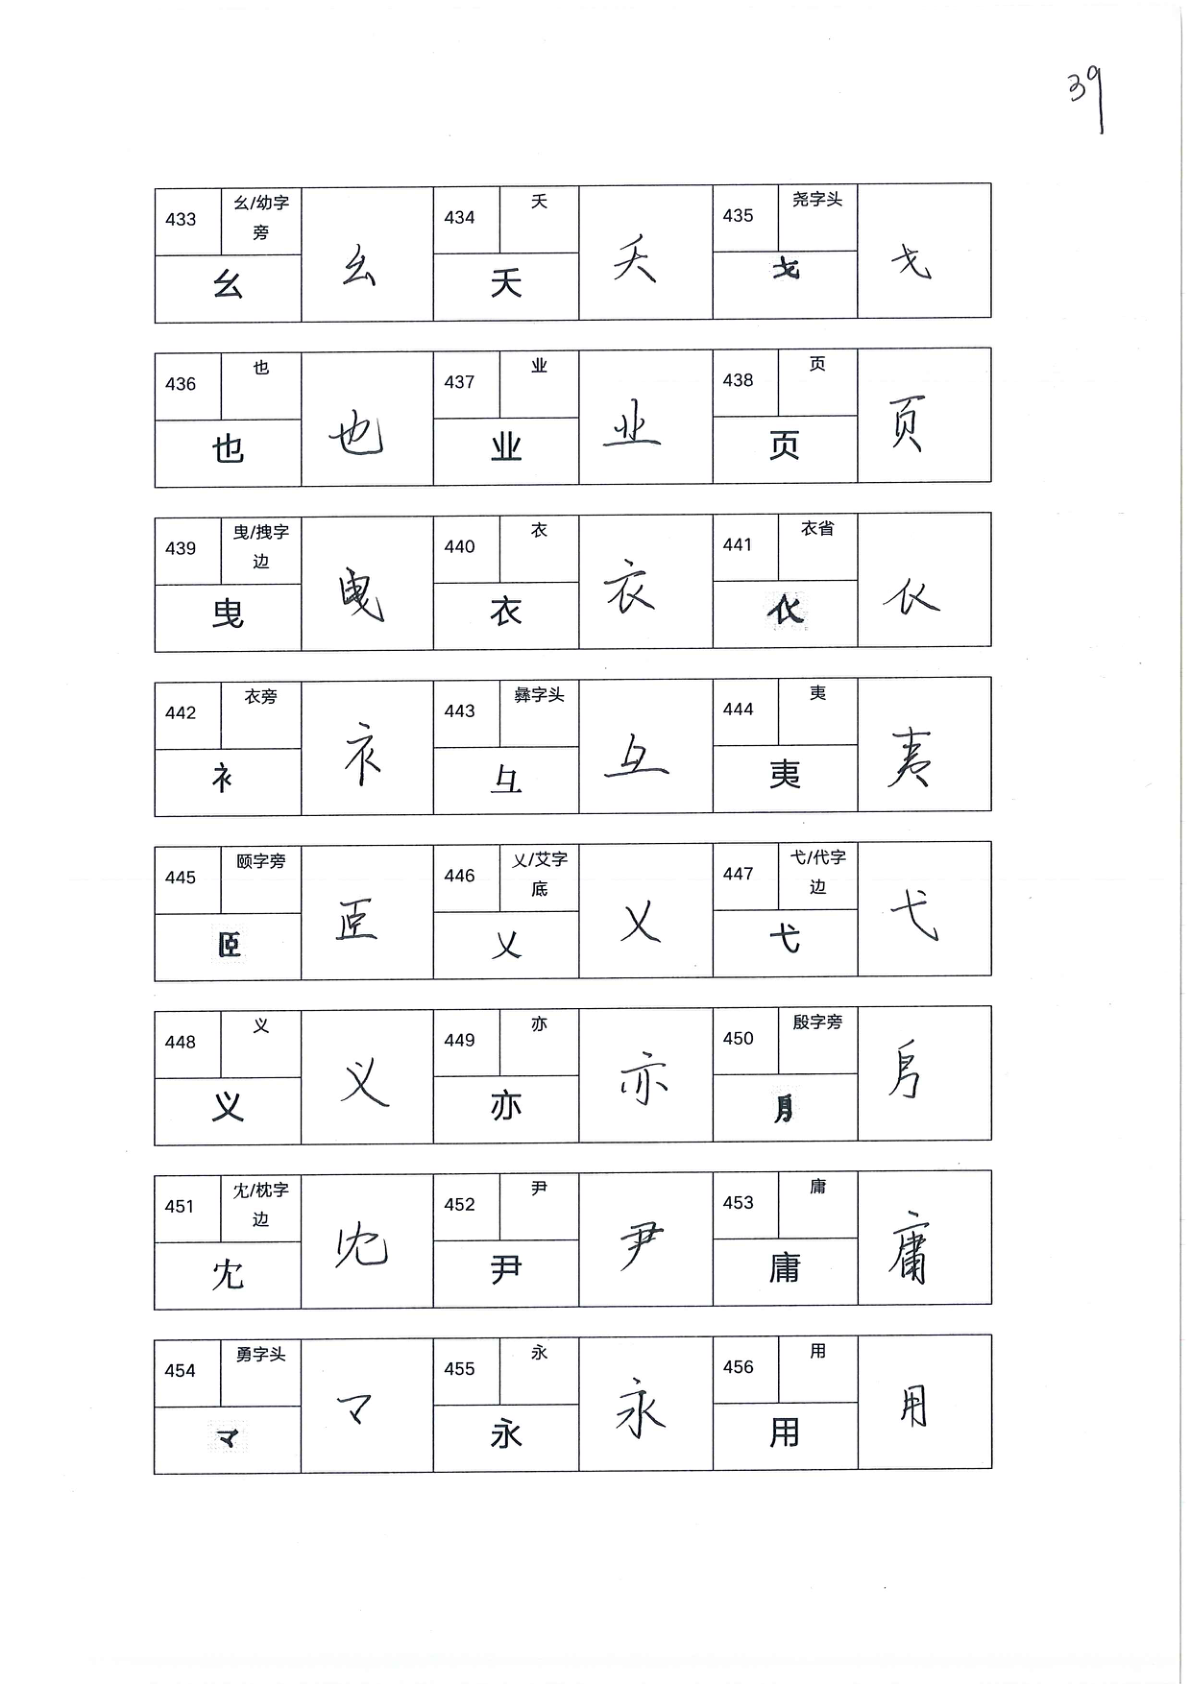 39
433 幺/幼字旁 幺 幺 434 夭 夭 夭 435 尧字头
436 也 也 也 437 业 业 业 438 页 页 页
439 曳/拽字边 曳 曳 440 衣 衣 衣 441 衣省
442 衣旁 衤 衤 443 彝字头 彑 彑 444 夷 夷 夷
445 颐字旁 𦣞 𦣞 446 乂/艾字底 乂 乂 447 弋/代字边 弋 弋
448 义 义 义 449 亦 亦 亦 450 殷字旁
451 冘/枕字边 冘 冘 452 尹 尹 尹 453 庸 庸 庸
454 勇字头 龴 龴 455 永 永 永 456 用 用 用